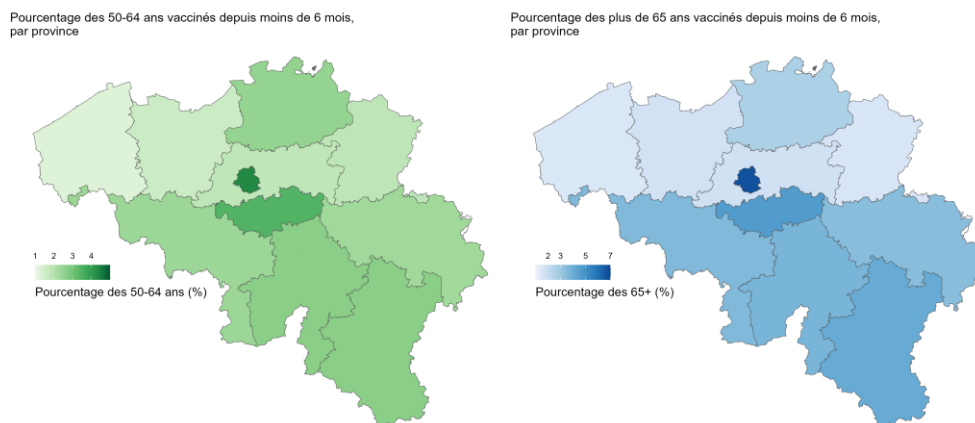 Pourcentage des 50-64 ans vaccinés depuis moins de 6 mois,
par province
1 2 3 4
Pourcentage des 50-64 ans (%)
Pourcentage des plus de 65 ans vaccinés depuis moins de 6 mois,
par province
2 3 5 7
Pourcentage des 65+ (%)